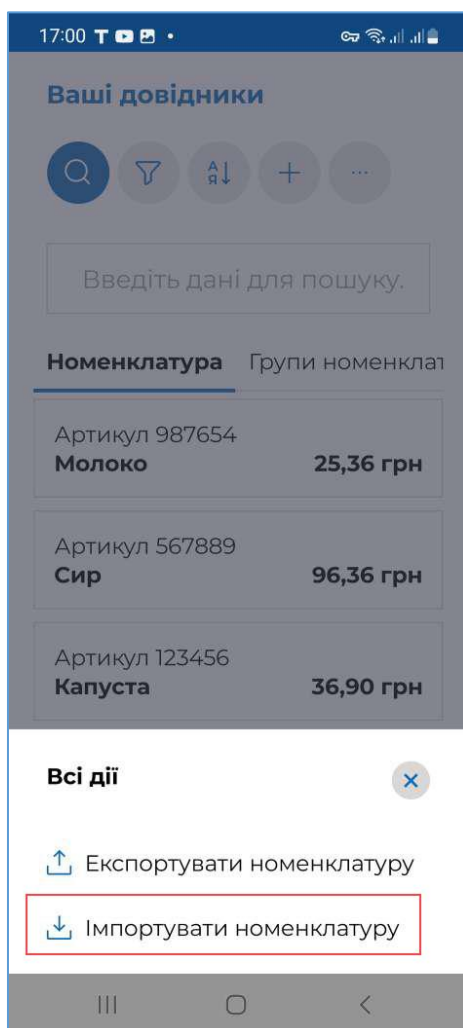 17:00 T
Ваші довідники
А
Я
Введіть дані для пошуку.
Номенклатура Групи номенклат
Артикул 987654
Молоко 25,36 грн
Артикул 567889
Сир 96,36 грн
Артикул 123456
Капуста 36,90 грн
Всі дії
Експортувати номенклатуру
Імпортувати номенклатуру